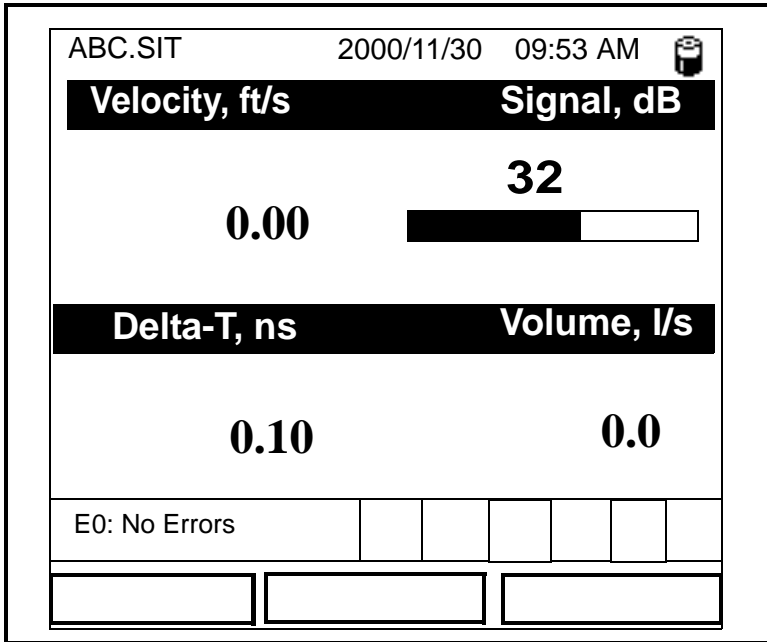 ABC.SIT 2000/11/30 09:53 AM
Velocity, ft/s Signal, dB
32
0.00
Delta-T, ns Volume, l/s
0.10 0.0
E0: No Errors